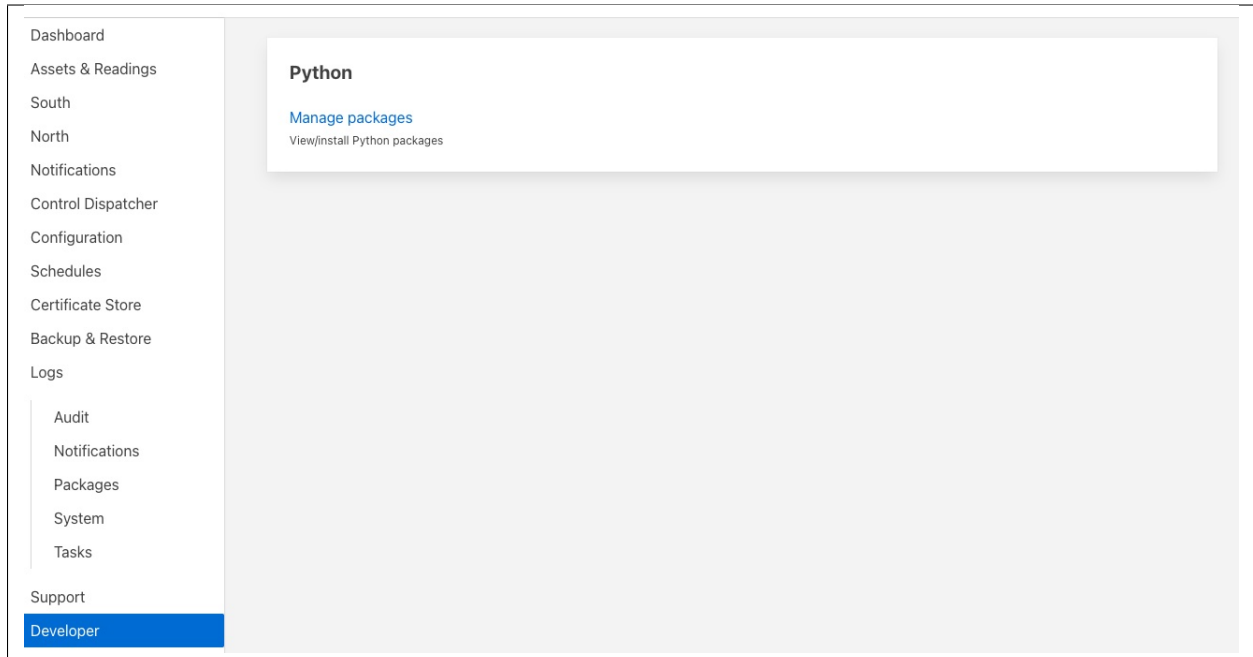 Dashboard
Assets & Readings
South
North
Notifications
Control Dispatcher
Configuration
Schedules
Certificate Store
Backup & Restore
Logs
Audit
Notifications
Packages
System
Tasks
Support
Developer
Python
Manage packages
View/install Python packages